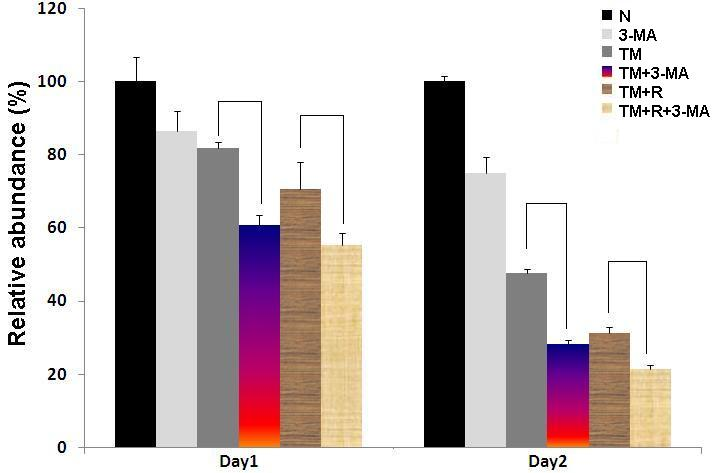 Relative abundance (%)
120
100
80
60
40
20
0
N
3-MA
TM
TM+3-MA
TM+R
TM+R+3-MA
Day1
Day2